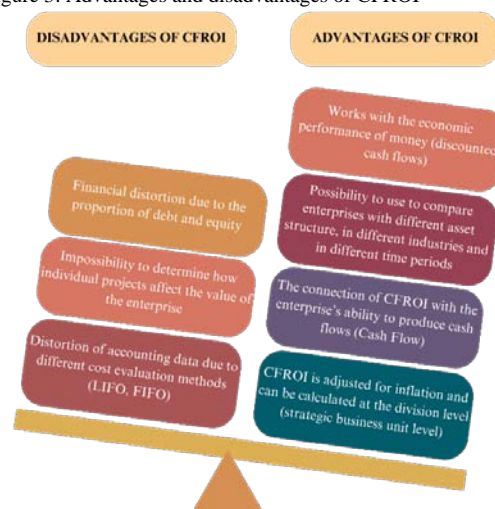 igure 3. Advantages and disadvantages of CFROI
DISADVANTAGES OF CFROI
Financial distortion due to the
proportion of debt and equity
Impossibility to determine how
individual projects affect the value of
the enterprise
Distortion of accounting data due to
different cost evaluation methods
(LIFO, FIFO)
ADVANTAGES OF CFROI
Works with the economic
performance of money (discounted
cash flows)
Possibility to use to compare
enterprises with different asset
structure, in different industries and
in different time periods
The connection of CFROI with the
enterprise's ability to produce cash
flows (Cash Flow)
CFROI is adjusted for inflation and
can be calculated at the division level
(strategic business unit level)